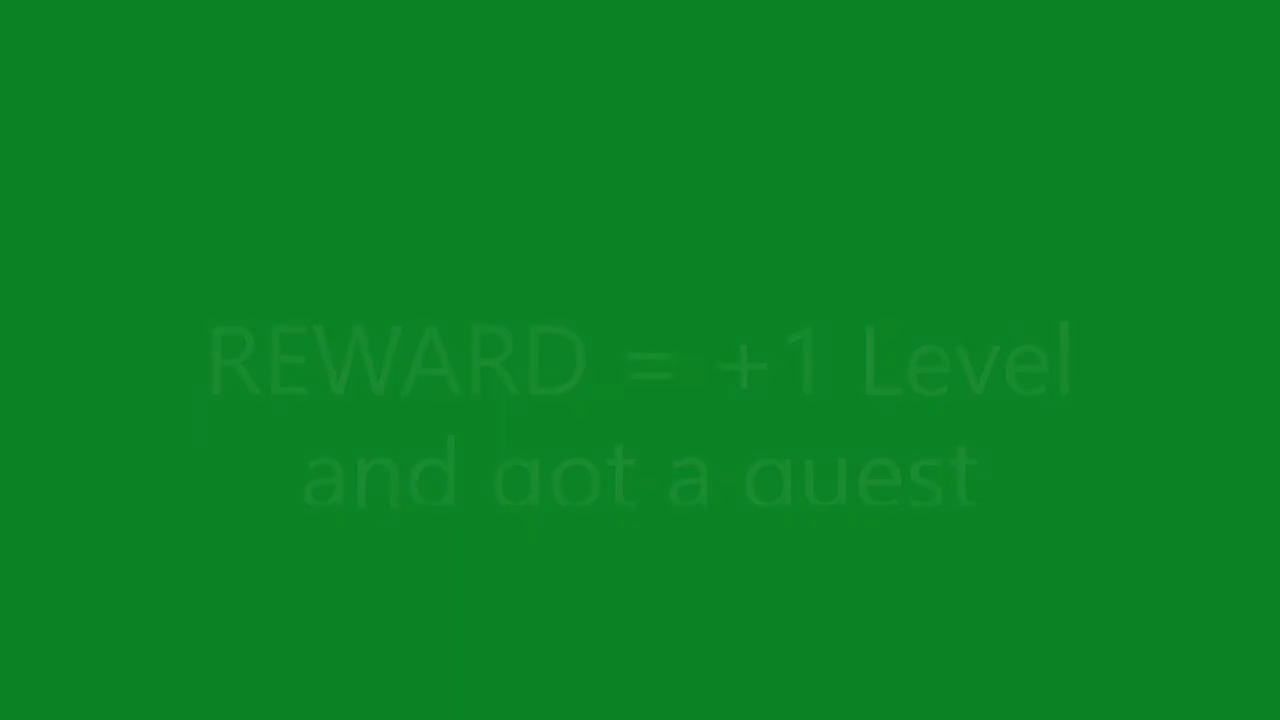 REWARD = +1 Level
and got a quest